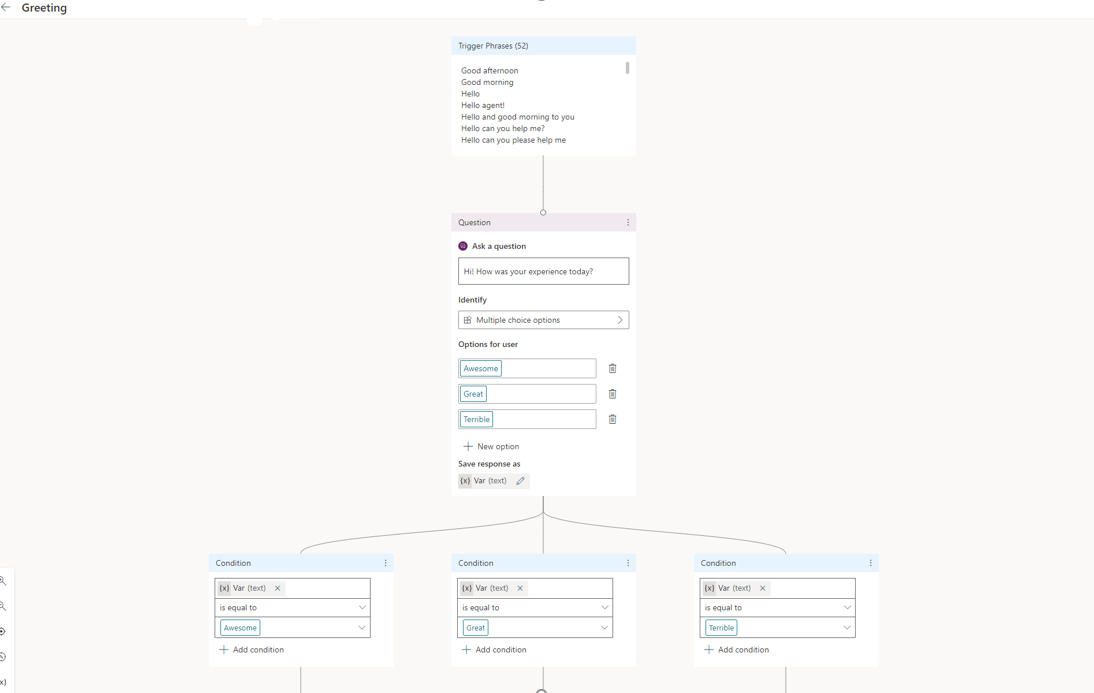 Greeting
Trigger Phrases (52)
Good afternoon
Good morning
Hello
Hello agent!
Hello and good morning to you
Hello can you help me?
Hello can you please help me
Question
Ask a question
Hi! How was your experience today?
Identify
Multiple choice options
Options for user
Awesome
Great
Terrible
New option
Save response as
{x} Var (text)
Condition
{x} Var (text)
is equal to
Awesome
Add condition
Condition
{x} Var (text)
is equal to
Great
Add condition
Condition
{x} Var (text)
is equal to
Terrible
Add condition